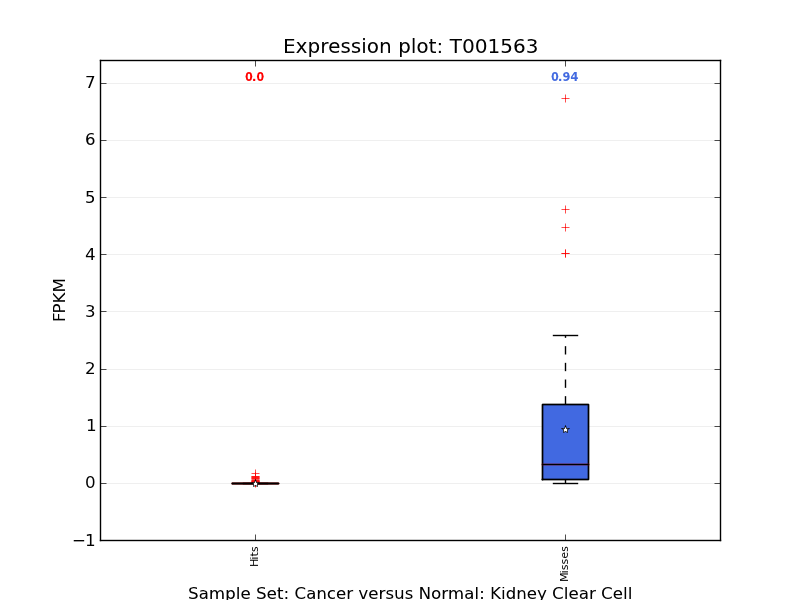 Expression plot: T001563
0.0
0.94
7
6
5
4
3
2
1
0
−1
FPKM
Hits
Misses
Sample Set: Cancer versus Normal: Kidney Clear Cell